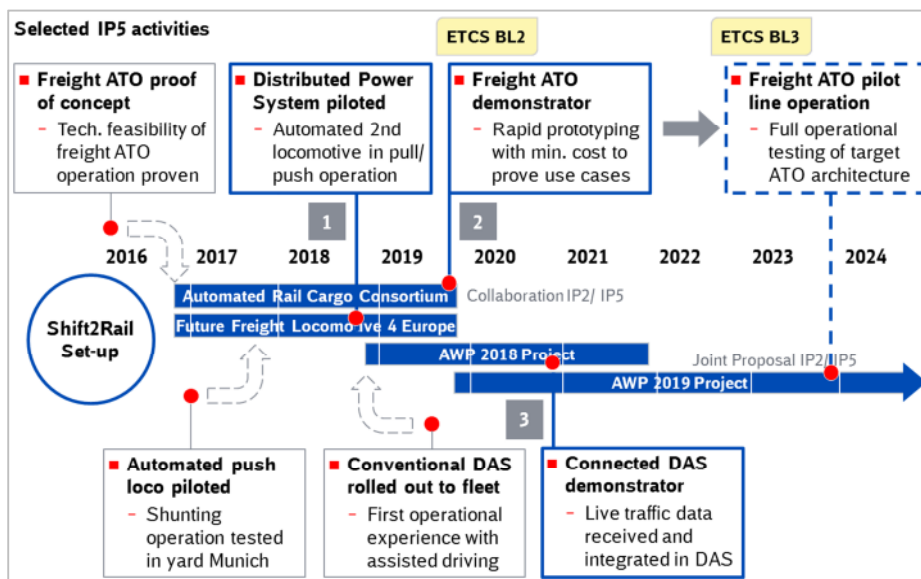 Selected IP5 activities
ETCS BL2
ETCS BL3
■ Freight ATO proof
of concept
– Tech. feasibility of
freight ATO
operation proven
■ Distributed Power
System piloted
– Automated 2nd
locomotive in pull/
push operation
■ Freight ATO
demonstrator
– Rapid prototyping
with min. cost to
prove use cases
■ Freight ATO pilot
line operation
– Full operational
testing of target
ATO architecture
1
2
2016 2017 2018 2019 2020 2021 2022 2023 2024
Shift2Rail
Set-up
Automated Rail Cargo Consortium
Collaboration IP2/ IP5
Future Freight Locomo ive 4 Europe
AWP 2018 Project
Joint Proposal IP2/ IP5
AWP 2019 Project
3
■ Automated push
loco piloted
– Shunting
operation tested
in yard Munich
■ Conventional DAS
rolled out to fleet
– First operational
experience with
assisted driving
■ Connected DAS
demonstrator
– Live traffic data
received and
integrated in DAS